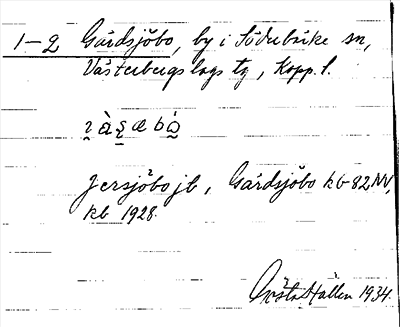 1–2 Gårdsjöbo, by i Söderbärke sn,
Västerbergslags tg, Kopp. l.
Jersjöbo jb, Gårdsjöbo kb 82 NV,
kb 1928.
Gösta Hallen 1934.